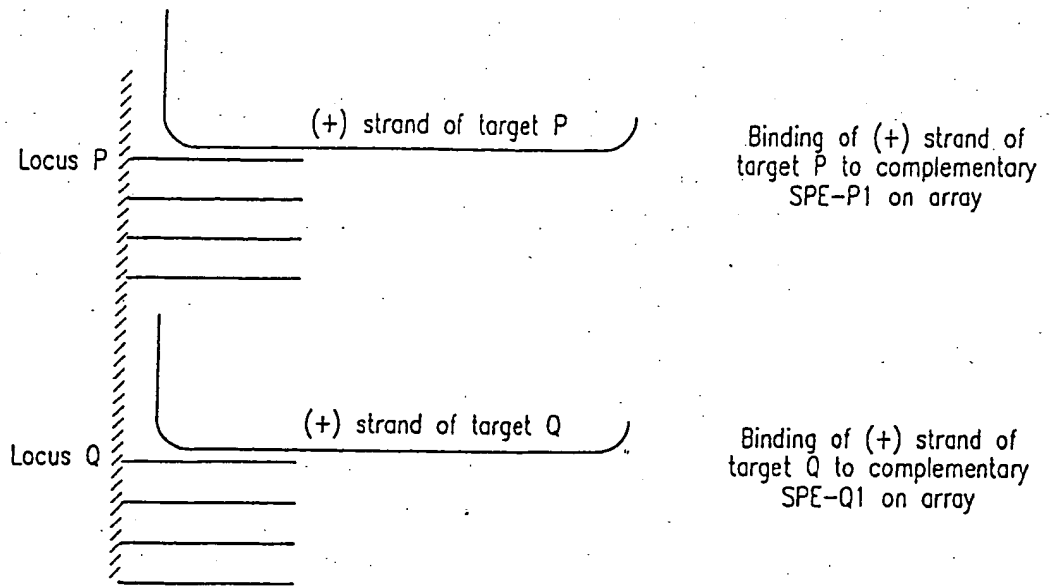 (+) strand of target P
Locus P
Binding of (+) strand of
target P to complementary
SPE-P1 on array
(+) strand of target Q
Locus Q
Binding of (+) strand of
target Q to complementary
SPE-Q1 on array